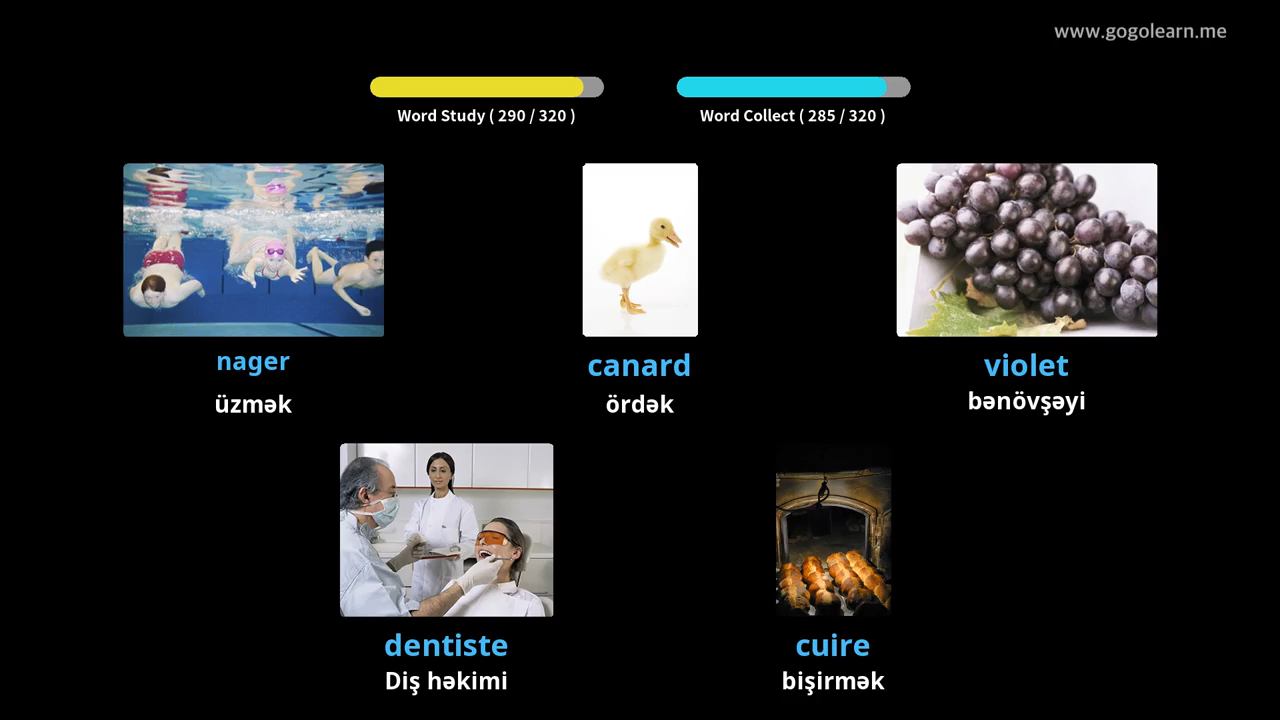 www.gogolearn.me
Word Study ( 290 / 320 )
Word Collect ( 285 / 320 )
nager
üzmək
canard
ördək
violet
bənövşəyi
dentiste
Diş həkimi
cuire
bişirmək